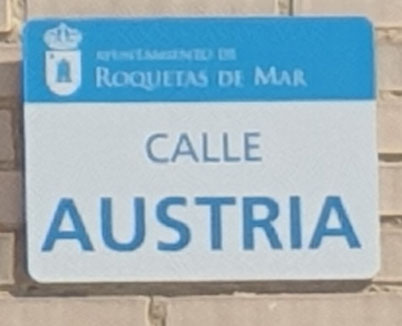 AYUNTAMIENTO DE
ROQUETAS DE MAR
CALLE
AUSTRIA